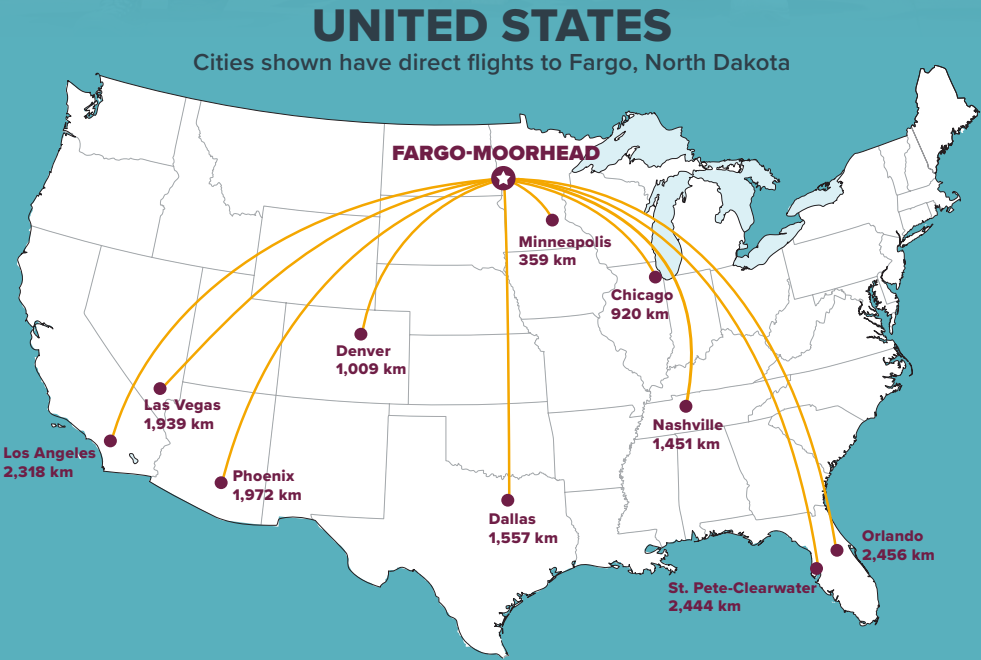 UNITED STATES
Cities shown have direct flights to Fargo, North Dakota
FARGO-MOORHEAD
Minneapolis
359 km
Chicago
920 km
Denver
1,009 km
Las Vegas
1,939 km
Nashville
1,451 km
Los Angeles
2,318 km
Phoenix
1,972 km
Dallas
1,557 km
Orlando
2,456 km
St. Pete-Clearwater
2,444 km